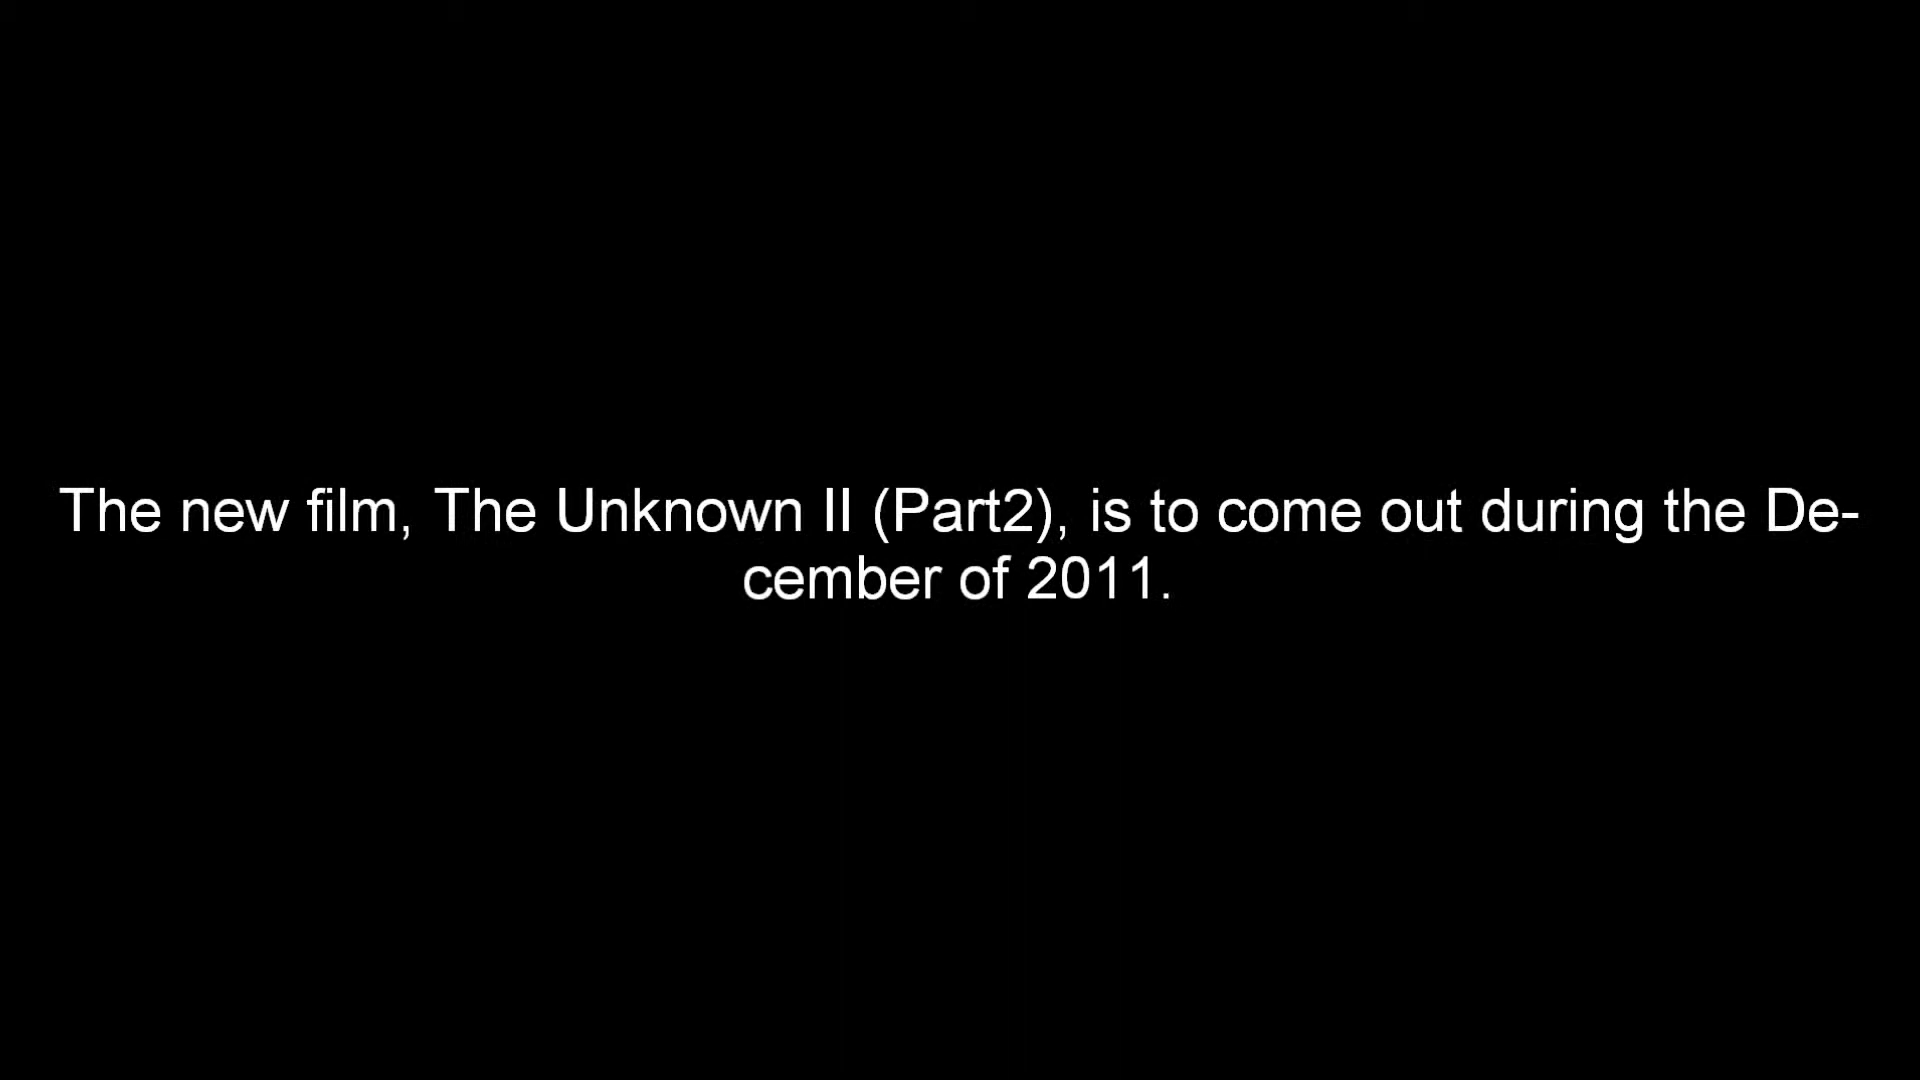 The new film, The Unknown II (Part2), is to come out during the De-
cember of 2011.